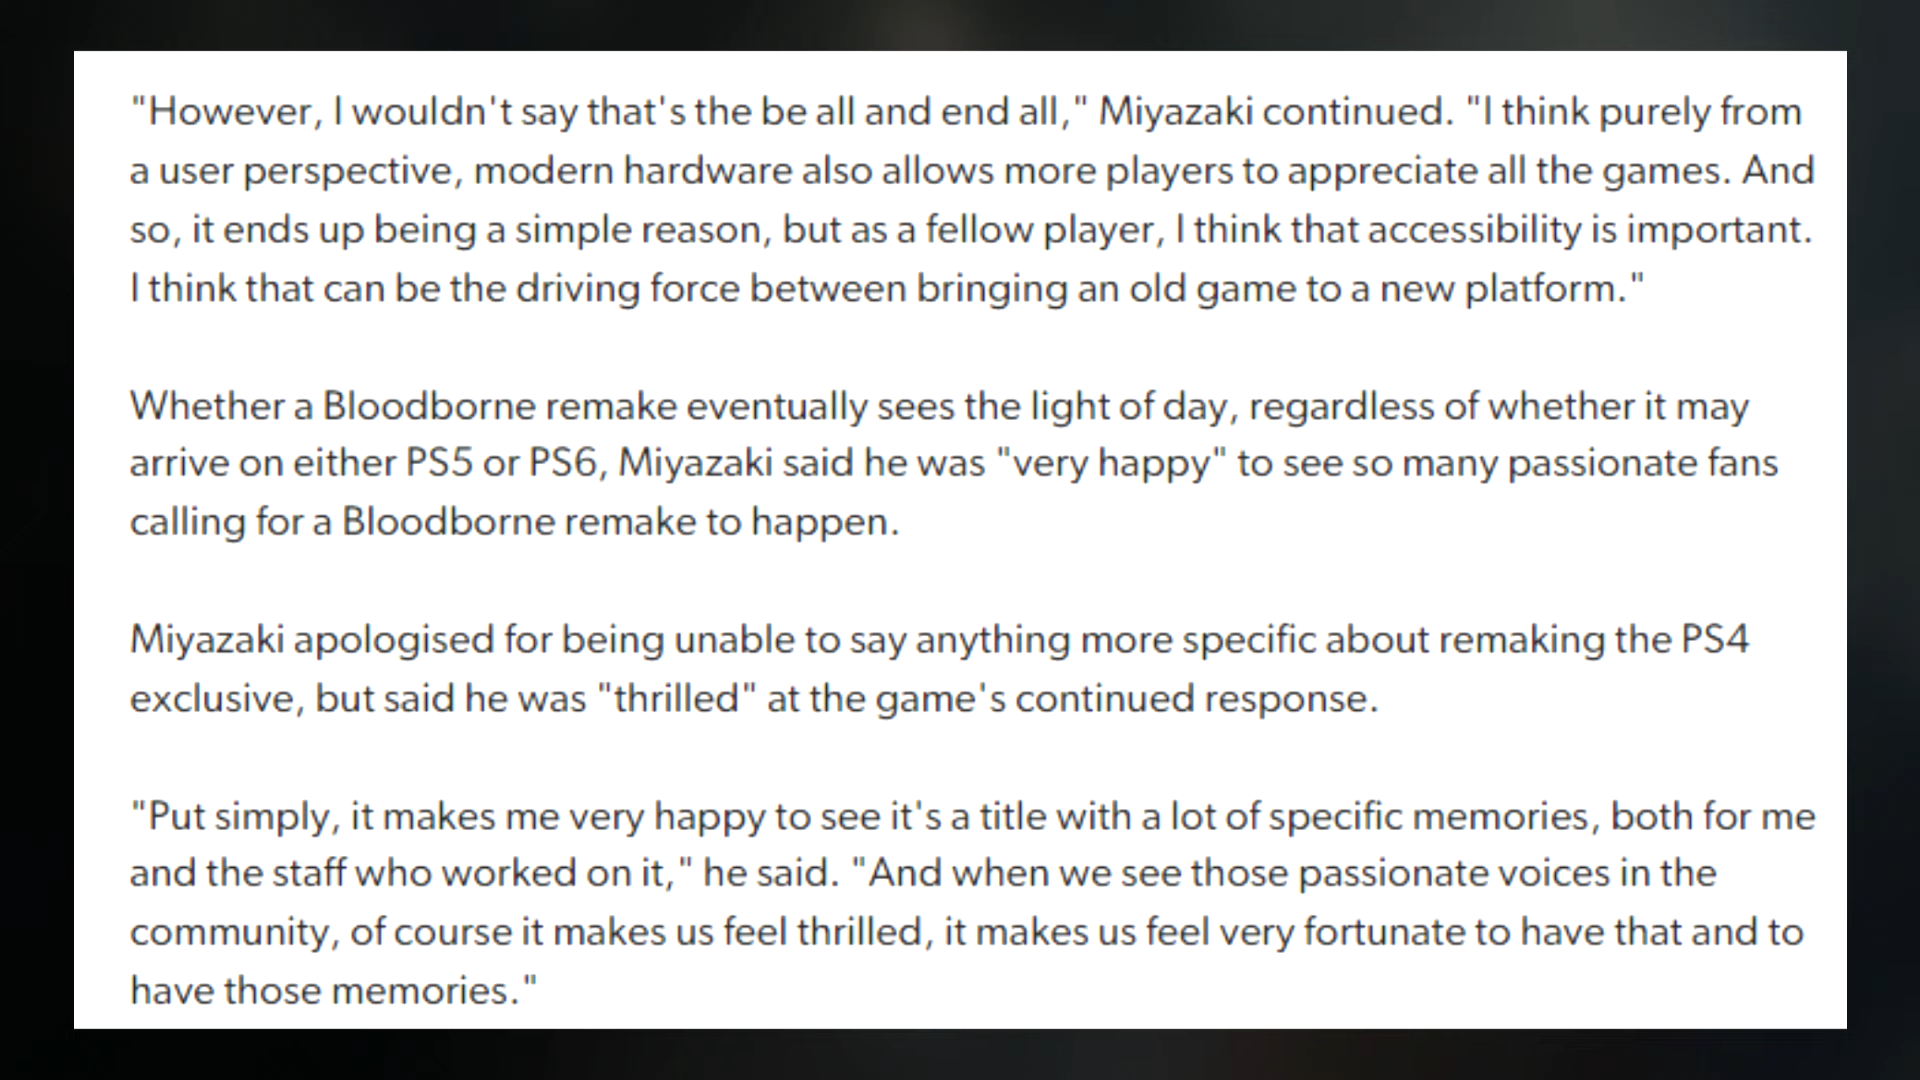 "However, I wouldn't say that's the be all and end all," Miyazaki continued. "I think purely from
a user perspective, modern hardware also allows more players to appreciate all the games. And
so, it ends up being a simple reason, but as a fellow player, I think that accessibility is important.
I think that can be the driving force between bringing an old game to a new platform."
Whether a Bloodborne remake eventually sees the light of day, regardless of whether it may
arrive on either PS5 or PS6, Miyazaki said he was "very happy" to see so many passionate fans
calling for a Bloodborne remake to happen.
Miyazaki apologised for being unable to say anything more specific about remaking the PS4
exclusive, but said he was "thrilled" at the game's continued response.
"Put simply, it makes me very happy to see it's a title with a lot of specific memories, both for me
and the staff who worked on it," he said. "And when we see those passionate voices in the
community, of course it makes us feel thrilled, it makes us feel very fortunate to have that and to
have those memories."